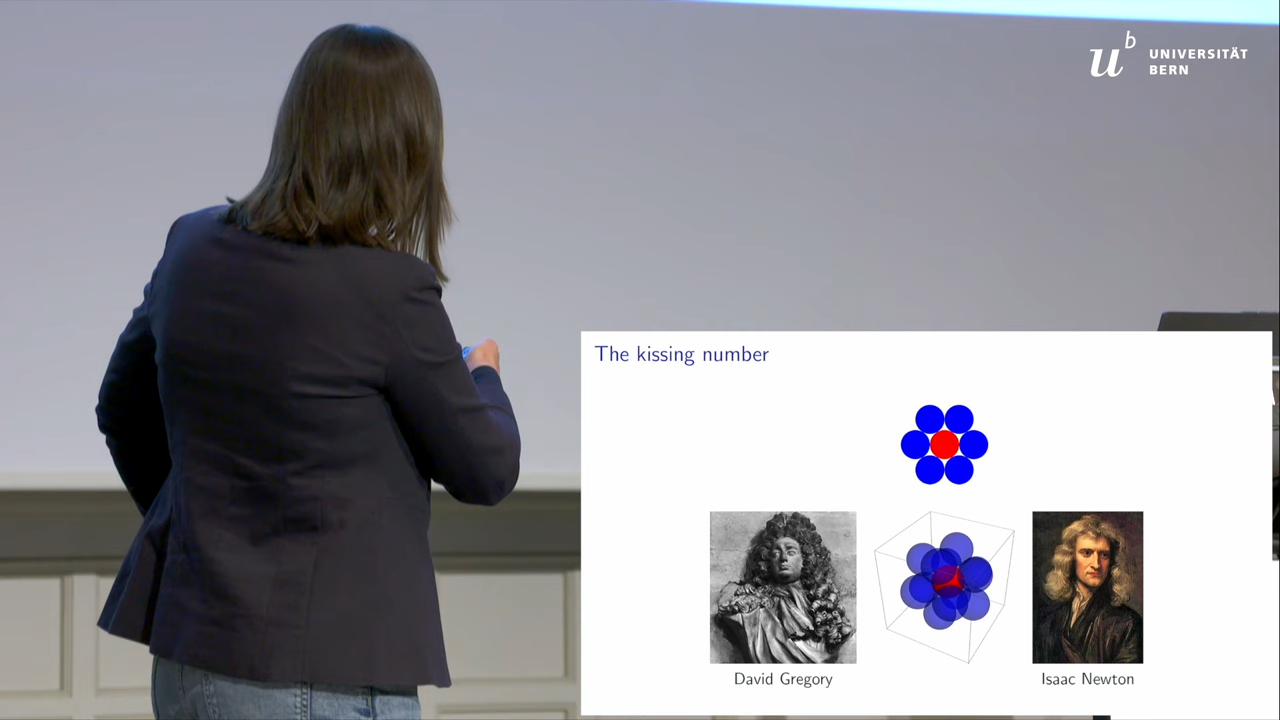 u b
UNIVERSITÄT
BERN
The kissing number
David Gregory
Isaac Newton